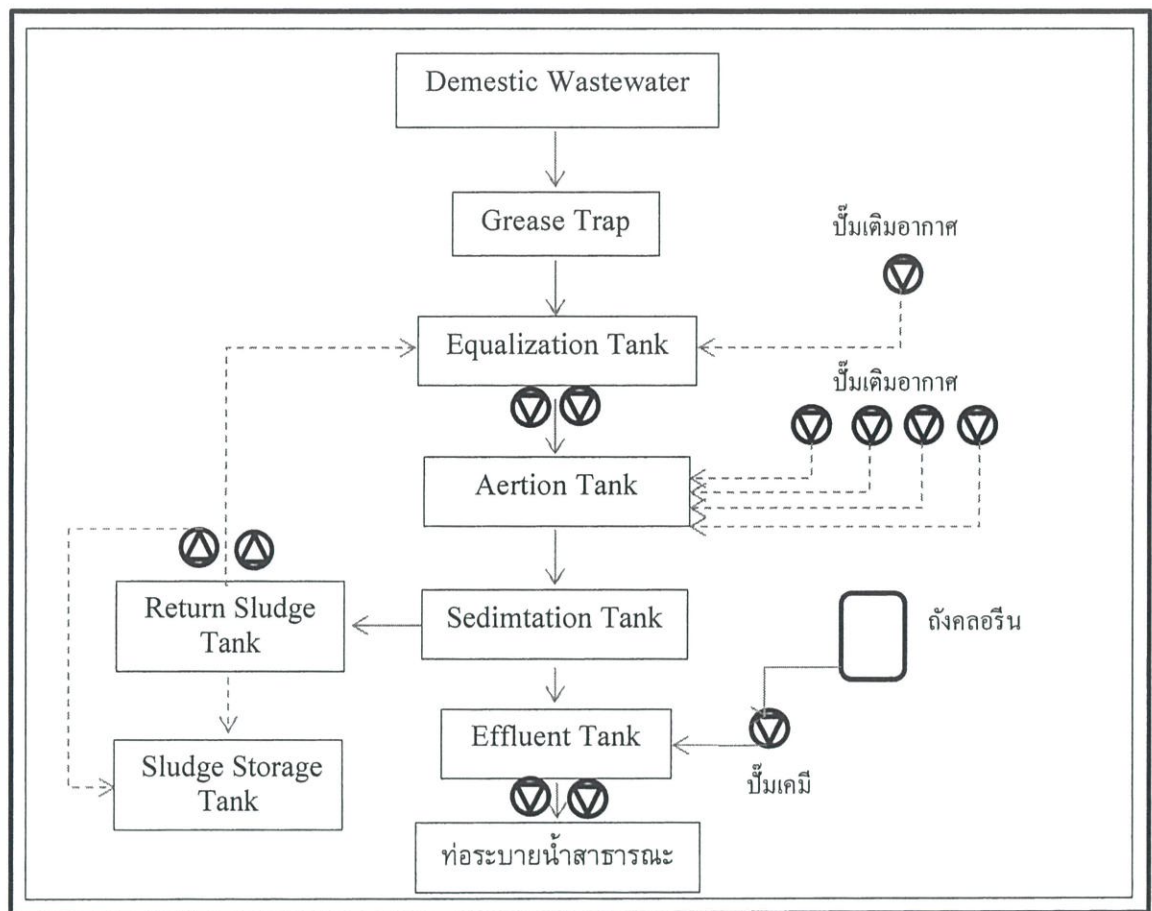 Demestic Wastewater
Grease Trap
ปั๊มเติมอากาศ
Equalization Tank
ปั๊มเติมอากาศ
Aertion Tank
Return Sludge
Tank
Sedimtation Tank
ถังคลอรีน
Effluent Tank
Sludge Storage
Tank
ปั๊มเคมี
ท่อระบายน้ำสาธารณะ